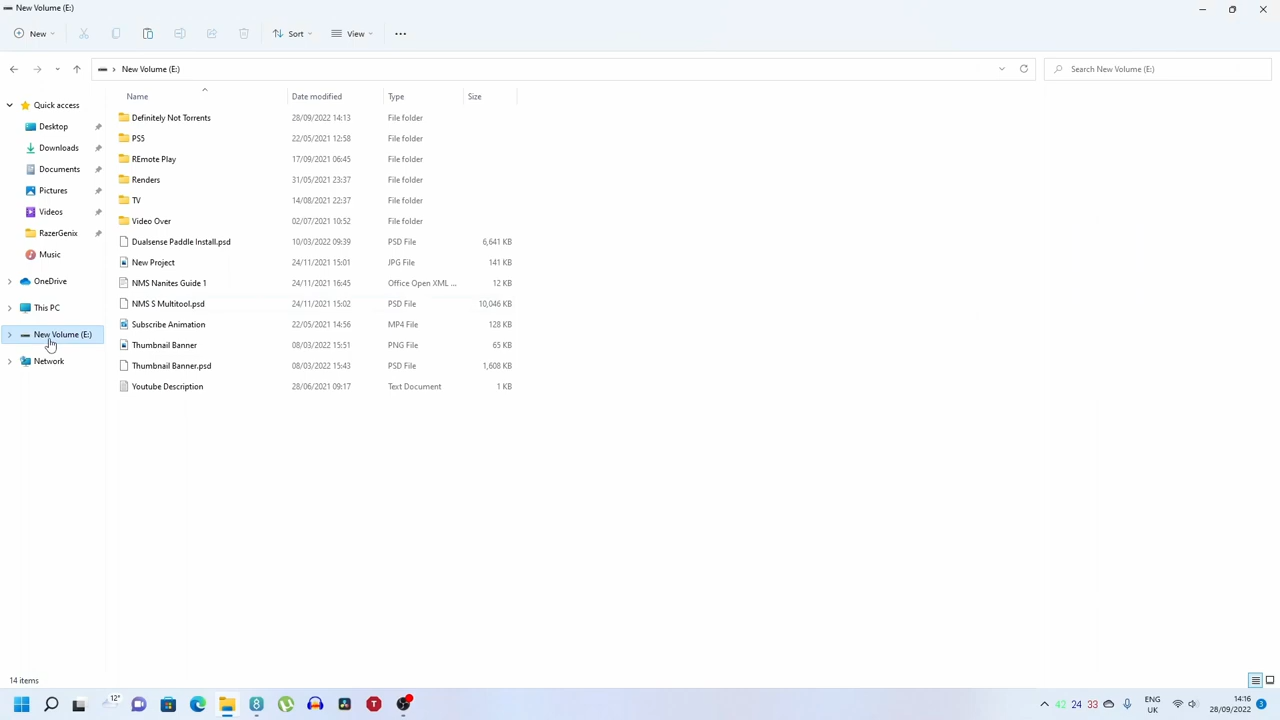 New Volume (E:)
New
Sort
View
New Volume (E:)
Search New Volume (E:)
Name Date modified Type Size
Quick access
Desktop
Downloads
Documents
Pictures
Videos
RazerGenix
Music
OneDrive
This PC
New Volume (E:)
Network
Definitely Not Torrents 28/09/2022 14:13 File folder
PS5 22/05/2021 12:58 File folder
REmote Play 17/09/2021 06:45 File folder
Renders 31/05/2021 23:37 File folder
TV 14/08/2021 22:37 File folder
Video Over 02/07/2021 10:52 File folder
Dualsense Paddle Install.psd 10/03/2022 09:39 PSD File 6,641 KB
New Project 24/11/2021 15:01 JPG File 141 KB
NMS Nanites Guide 1 24/11/2021 16:45 Office Open XML ... 12 KB
NMS S Multitool.psd 24/11/2021 15:02 PSD File 10,046 KB
Subscribe Animation 22/05/2021 14:56 MP4 File 128 KB
Thumbnail Banner 08/03/2022 15:51 PNG File 65 KB
Thumbnail Banner.psd 08/03/2022 15:43 PSD File 1,608 KB
Youtube Description 28/06/2021 09:17 Text Document 1 KB
14 items
12°
42 24 33
ENG
UK
14:16
28/09/2022
3